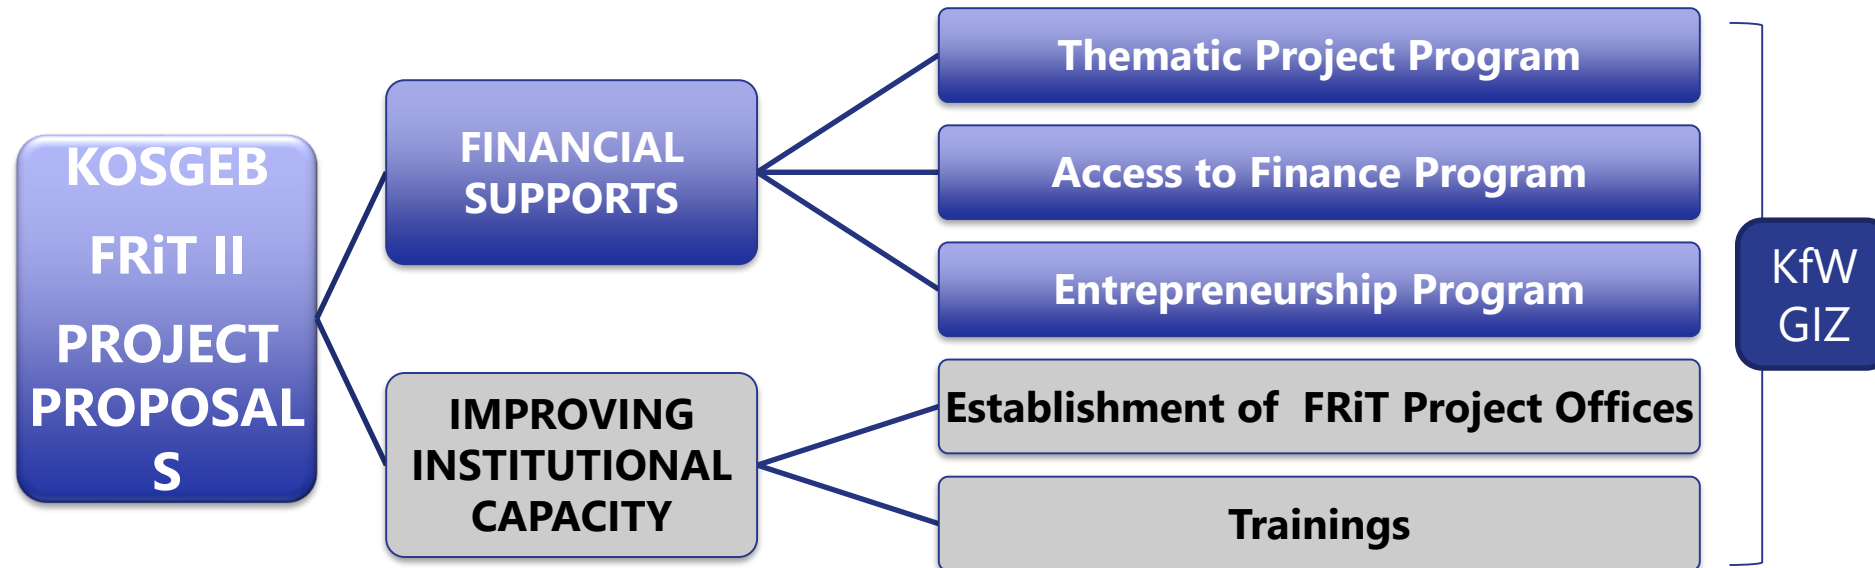 KOSGEB
FRiT II
PROJECT
PROPOSAL
S
FINANCIAL
SUPPORTS
Thematic Project Program
Access to Finance Program
Entrepreneurship Program
IMPROVING
INSTITUTIONAL
CAPACITY
Establishment of  FRiT Project Offices
Trainings
KfW
GIZ